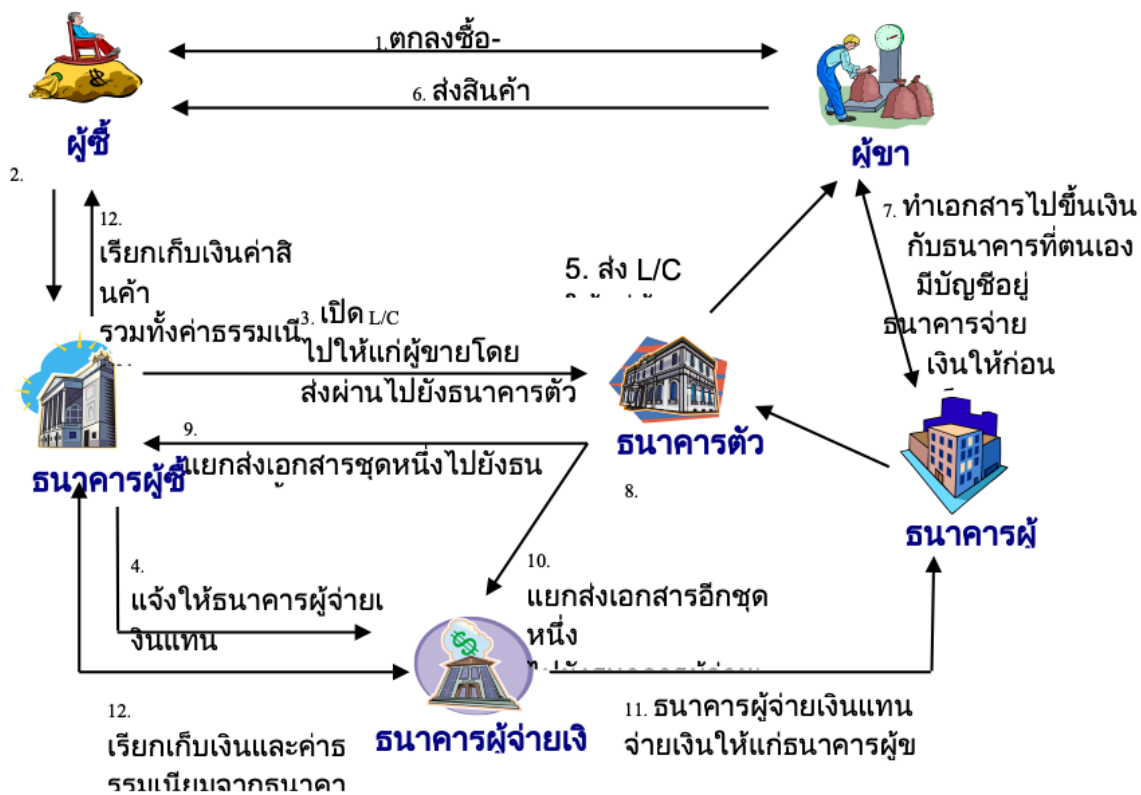 1.ตกลงซื้อ-
6. ส่งสินค้า
ผู้ซื้
ผู้ขา
2.
12.
เรียกเก็บเงินค่าสิ
นค้า
รวมทั้งค่าธรรมเนี
7. ทำเอกสารไปขึ้นเงิน
กับธนาคารที่ตนเอง
มีบัญชีอยู่
ธนาคารจ่าย
เงินให้ก่อน
5. ส่ง L/C
3. เปิด L/C
ไปให้แก่ผู้ขายโดย
ส่งผ่านไปยังธนาคารตัว
9.
แยกส่งเอกสารชุดหนึ่งไปยังธน
ธนาคารผู้ซื้
ธนาคารตัว
8.
ธนาคารผู้
4.
แจ้งให้ธนาคารผู้จ่ายเ
งินแทน
10.
แยกส่งเอกสารอีกชุด
หนึ่ง
12.
เรียกเก็บเงินและค่าธ
รรมเนียมจากธนาคา
ธนาคารผู้จ่ายเงิ
11. ธนาคารผู้จ่ายเงินแทน
จ่ายเงินให้แก่ธนาคารผู้ข